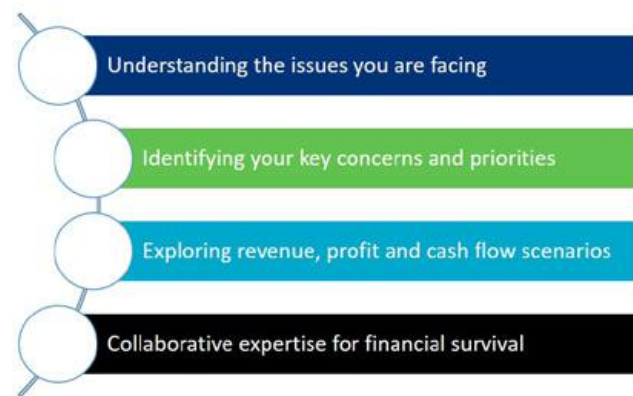 Understanding the issues you are facing
Identifying your key concerns and priorities
Exploring revenue, profit and cash flow scenarios
Collaborative expertise for financial survival